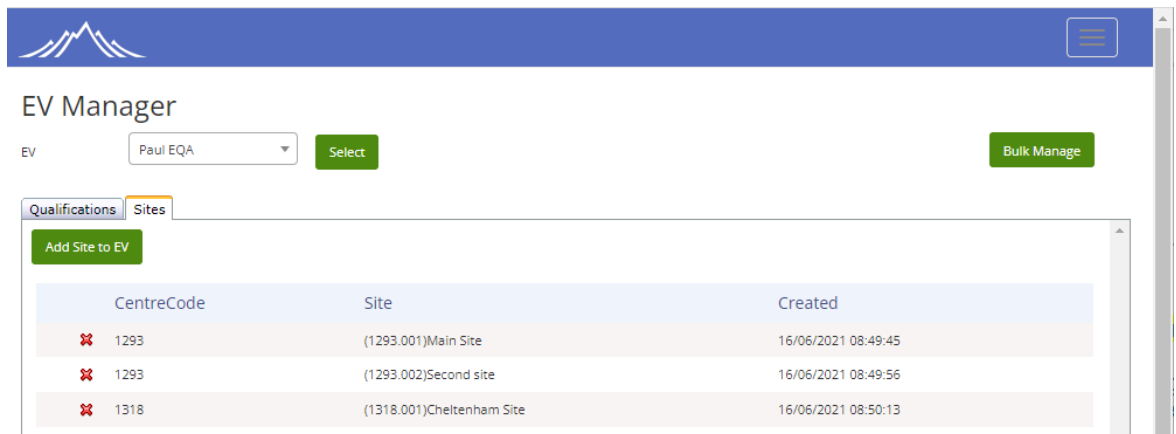 EV Manager
EV Paul EQA Select Bulk Manage
Qualifications Sites
Add Site to EV
CentreCode Site Created
1293 (1293.001)Main Site 16/06/2021 08:49:45
1293 (1293.002)Second site 16/06/2021 08:49:56
1318 (1318.001)Cheltenham Site 16/06/2021 08:50:13